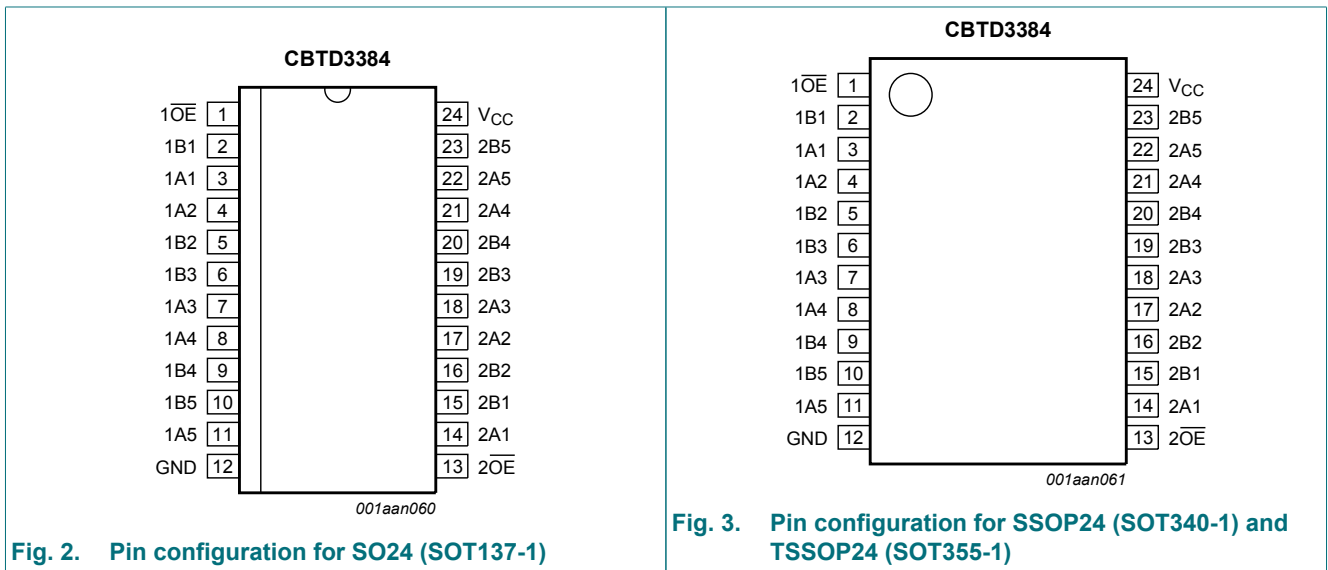 CBTD3384
1O̅E̅ 1
1B1 2
1A1 3
1A2 4
1B2 5
1B3 6
1A3 7
1A4 8
1B4 9
1B5 10
1A5 11
GND 12
24 VCC
23 2B5
22 2A5
21 2A4
20 2B4
19 2B3
18 2A3
17 2A2
16 2B2
15 2B1
14 2A1
13 2O̅E̅
001aan060
Fig. 2. Pin configuration for SO24 (SOT137-1)
CBTD3384
1O̅E̅ 1
1B1 2
1A1 3
1A2 4
1B2 5
1B3 6
1A3 7
1A4 8
1B4 9
1B5 10
1A5 11
GND 12
24 VCC
23 2B5
22 2A5
21 2A4
20 2B4
19 2B3
18 2A3
17 2A2
16 2B2
15 2B1
14 2A1
13 2O̅E̅
001aan061
Fig. 3. Pin configuration for SSOP24 (SOT340-1) and
TSSOP24 (SOT355-1)